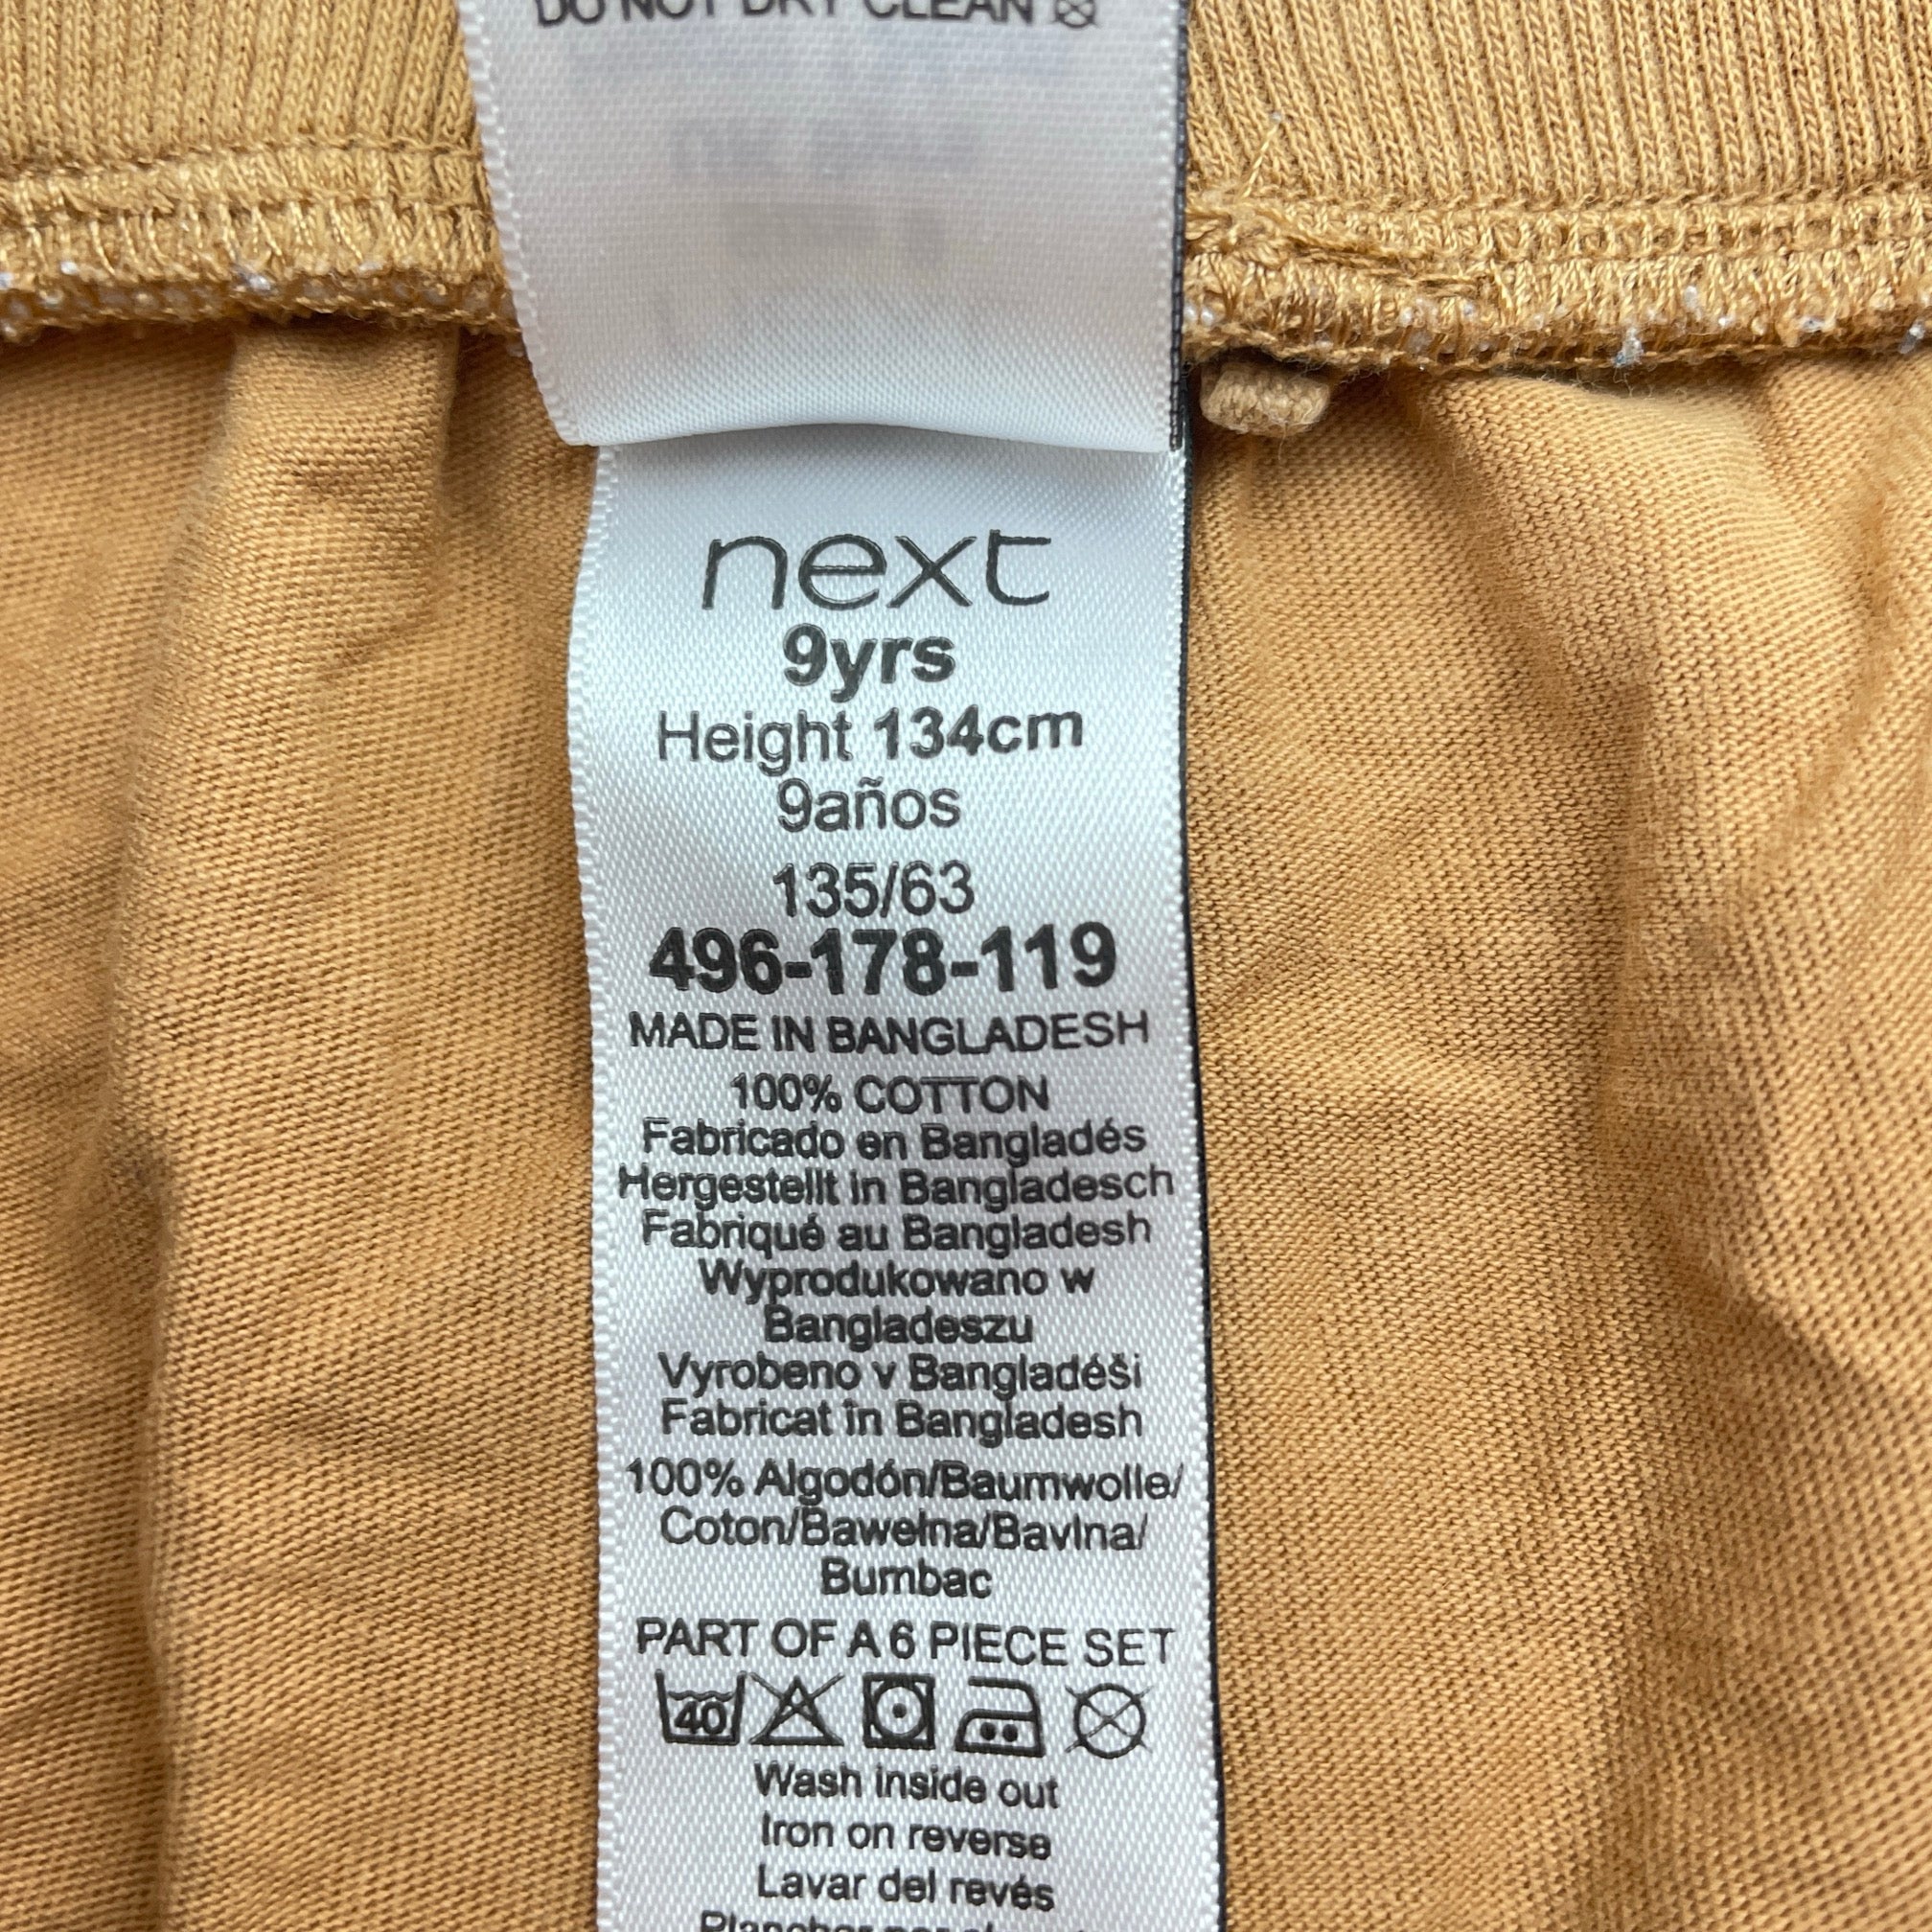 DO NOT DRY CLEAN
next
9yrs
Height 134cm
9años
135/63
496-178-119
MADE IN BANGLADESH
100% COTTON
Fabricado en Bangladés
Hergestellt in Bangladesch
Fabriqué au Bangladesh
Wyprodukowano w
Bangladeszu
Vyrobeno v Bangladéši
Fabricat în Bangladesh
100% Algodón/Baumwolle/
Coton/Bawełna/Bavlna/
Bumbac
PART OF A 6 PIECE SET
40
Wash inside out
Iron on reverse
Lavar del revés